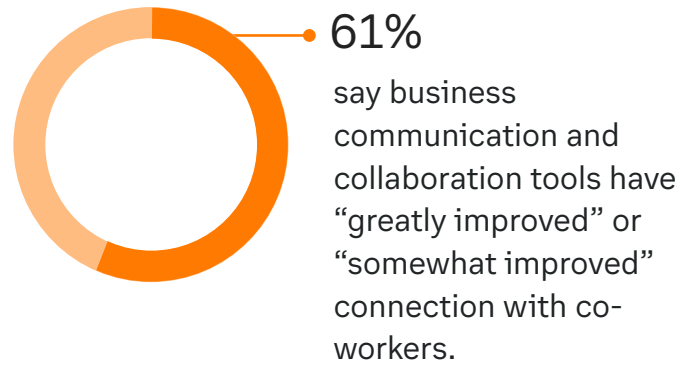 61%
say business
communication and
collaboration tools have
“greatly improved” or
“somewhat improved”
connection with co-
workers.